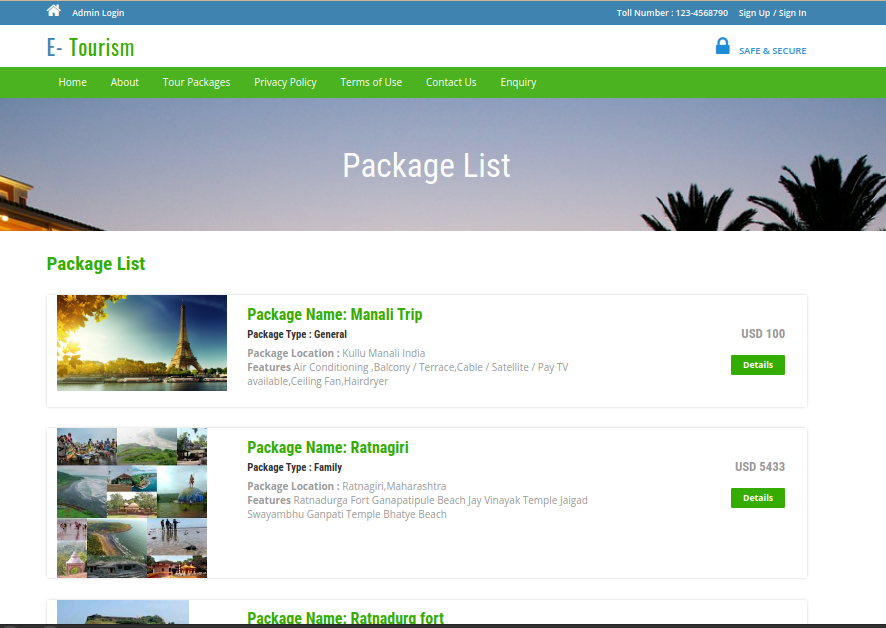 Admin Login
Toll Number : 123-4568790 Sign Up / Sign In
E- Tourism
SAFE & SECURE
Home About Tour Packages Privacy Policy Terms of Use Contact Us Enquiry
Package List
Package List
Package Name: Manali Trip
Package Type : General
USD 100
Package Location : Kullu Manali India
Features Air Conditioning ,Balcony / Terrace,Cable / Satellite / Pay TV
available,Ceiling Fan,Hairdryer
Details
Package Name: Ratnagiri
Package Type : Family
USD 5433
Package Location : Ratnagiri,Maharashtra
Features Ratnadurga Fort Ganapatipule Beach Jay Vinayak Temple Jaigad
Swayambhu Ganpati Temple Bhatye Beach
Details
Package Name: Ratnadurg fort